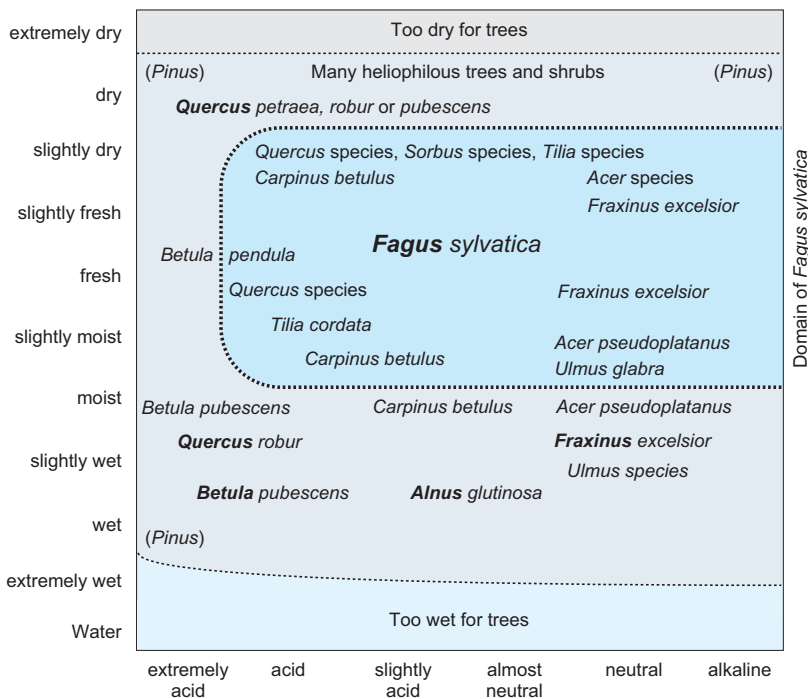 extremely dry
Too dry for trees
(Pinus)
Many heliophilous trees and shrubs
(Pinus)
dry
Quercus petraea, robur or pubescens
slightly dry
Quercus species, Sorbus species, Tilia species
Carpinus betulus
Acer species
slightly fresh
Fraxinus excelsior
Betula pendula
Fagus sylvatica
fresh
Quercus species
Fraxinus excelsior
Tilia cordata
slightly moist
Carpinus betulus
Acer pseudoplatanus
Ulmus glabra
Domain of Fagus sylvatica
moist
Betula pubescens
Carpinus betulus
Acer pseudoplatanus
Quercus robur
Fraxinus excelsior
slightly wet
Ulmus species
Betula pubescens
Alnus glutinosa
wet
(Pinus)
extremely wet
Too wet for trees
Water
extremely
acid
acid
slightly
acid
almost
neutral
neutral
alkaline